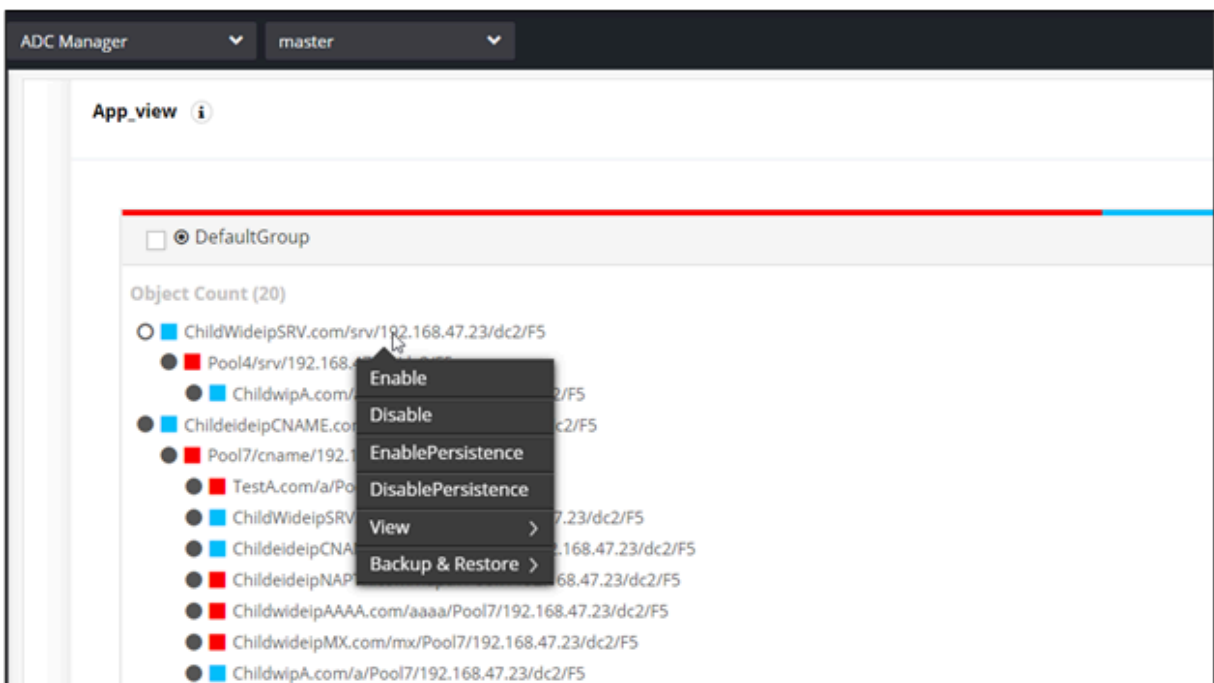 ADC Manager master
App_view i
DefaultGroup
Object Count (20)
ChildWideipSRV.com/srv/192.168.47.23/dc2/F5
Pool4/srv/192.168.
Enable
ChildwipA.com/ 2/F5
Disable
ChildeideipCNAME.co c2/F5
EnablePersistence
Pool7/cname/192.1
DisablePersistence
TestA.com/a/Po
View
ChildWideipSRV 7.23/dc2/F5
ChildeideipCNA .168.47.23/dc2/F5
Backup & Restore
ChildeideipNAP 68.47.23/dc2/F5
ChildwideipAAAA.com/aaaa/Pool7/192.168.47.23/dc2/F5
ChildwideipMX.com/mx/Pool7/192.168.47.23/dc2/F5
ChildwipA.com/a/Pool7/192.168.47.23/dc2/F5